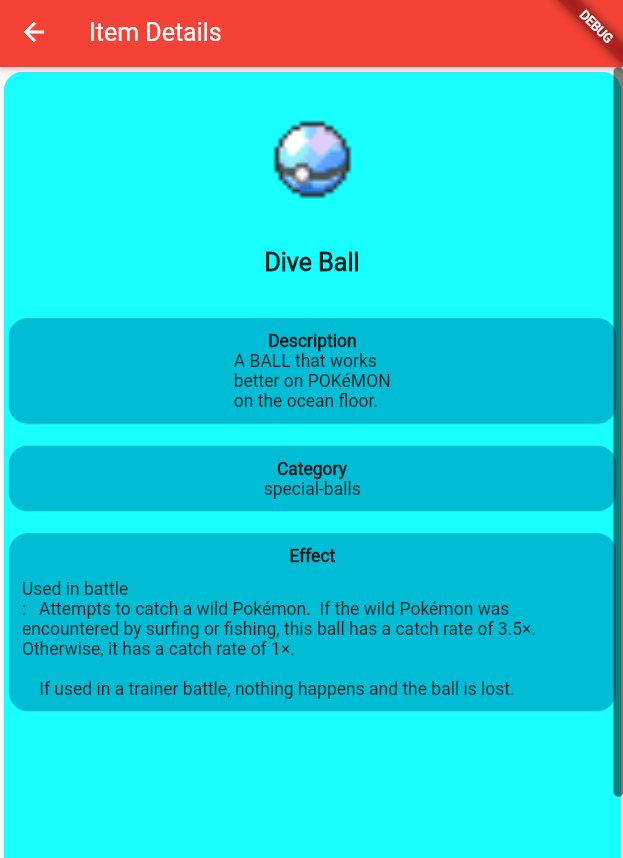 Item Details
DEBUG
Dive Ball
Description
A BALL that works
better on POKéMON
on the ocean floor.
Category
special-balls
Effect
Used in battle
:   Attempts to catch a wild Pokémon.  If the wild Pokémon was
encountered by surfing or fishing, this ball has a catch rate of 3.5×.
Otherwise, it has a catch rate of 1×.
If used in a trainer battle, nothing happens and the ball is lost.